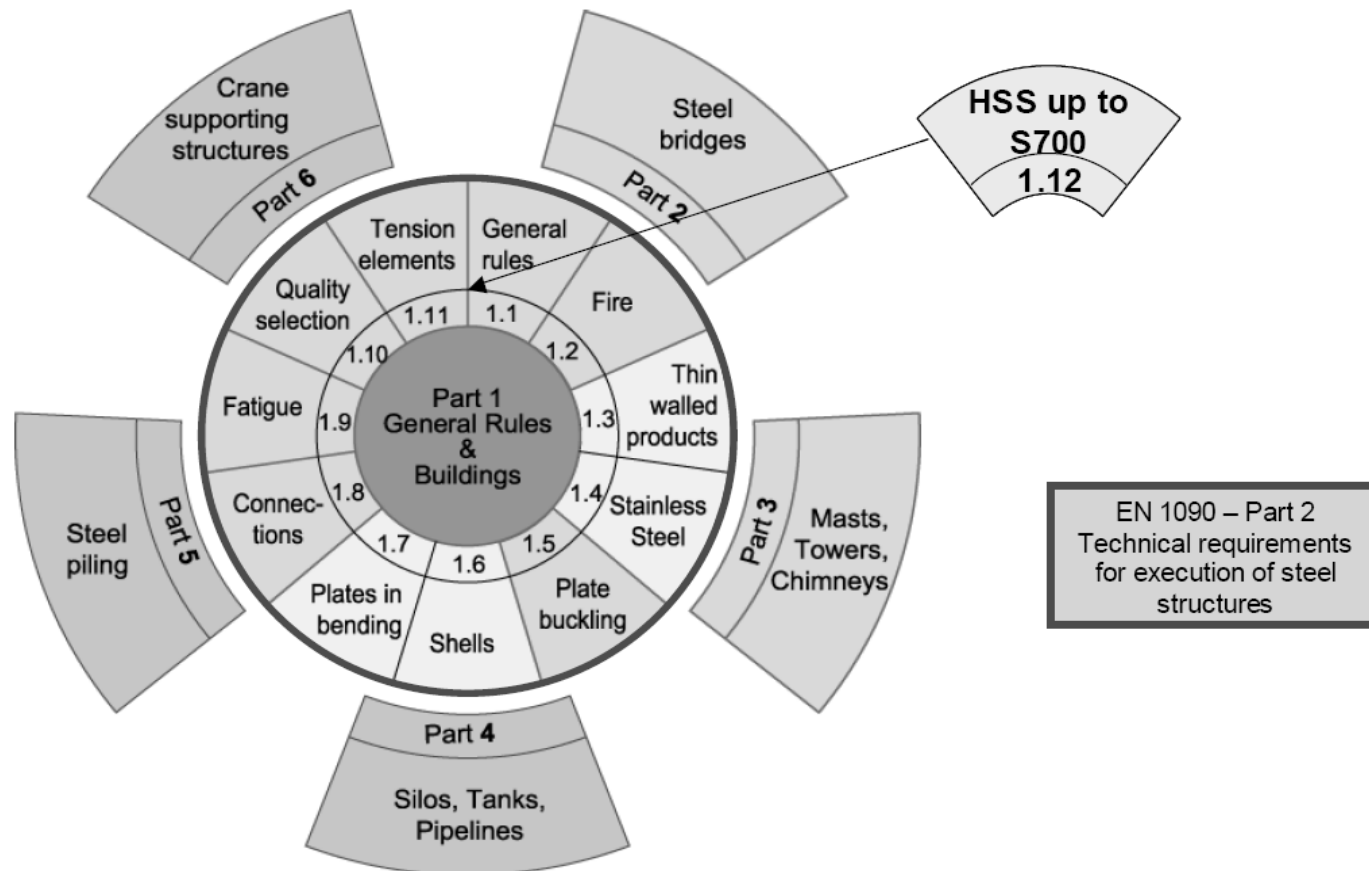 Crane
supporting
structures
Part 6
Steel
bridges
Part 2
HSS up to
S700
1.12
Tension
elements
1.11
General
rules
1.1
Fire
1.2
Thin
walled
products
1.3
Stainless
Steel
1.4
Plate
buckling
1.5
Shells
1.6
Plates in
bending
1.7
Connec-
tions
1.8
Fatigue
1.9
Quality
selection
1.10
Part 1
General Rules
&
Buildings
Part 3
Masts,
Towers,
Chimneys
Part 4
Silos, Tanks,
Pipelines
Part 5
Steel
piling
EN 1090 – Part 2
Technical requirements
for execution of steel
structures